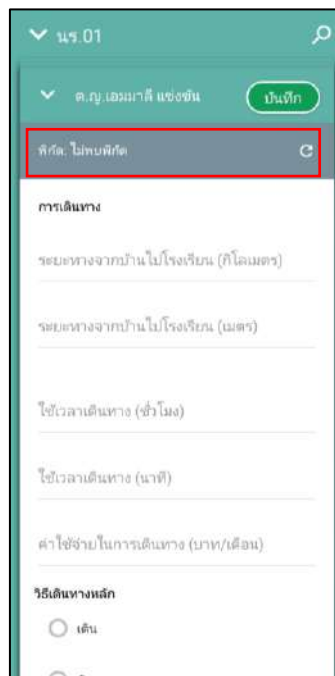 นร.01
ด.ญ.เอมมาลี แข่งขัน
บันทึก
พิกัด: ไม่พบพิกัด
การเดินทาง
ระยะทางจากบ้านไปโรงเรียน (กิโลเมตร)
ระยะทางจากบ้านไปโรงเรียน (เมตร)
ใช้เวลาเดินทาง (ชั่วโมง)
ใช้เวลาเดินทาง (นาที)
ค่าใช้จ่ายในการเดินทาง (บาท/เดือน)
วิธีเดินทางหลัก
เดิน